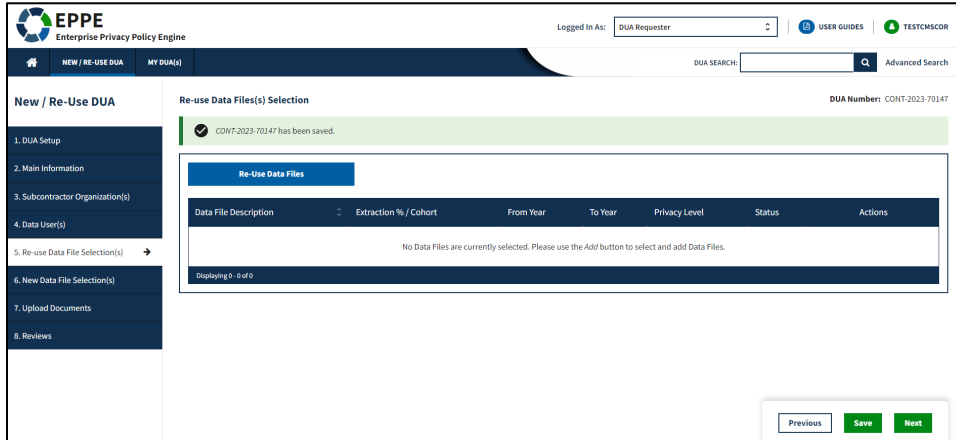 EPPE
Enterprise Privacy Policy Engine
Logged In As: DUA Requester USER GUIDES TESTCMSCOR
NEW / RE-USE DUA MY DUA(s) DUA SEARCH: Advanced Search
New / Re-Use DUA
1. DUA Setup
2. Main Information
3. Subcontractor Organization(s)
4. Data User(s)
5. Re-use Data File Selection(s)
6. New Data File Selection(s)
7. Upload Documents
8. Reviews
Re-use Data Files(s) Selection DUA Number: CONT-2023-70147
CONT-2023-70147 has been saved.
Re-Use Data Files
Data File Description Extraction % / Cohort From Year To Year Privacy Level Status Actions
No Data Files are currently selected. Please use the Add button to select and add Data Files.
Displaying 0 - 0 of 0
Previous Save Next